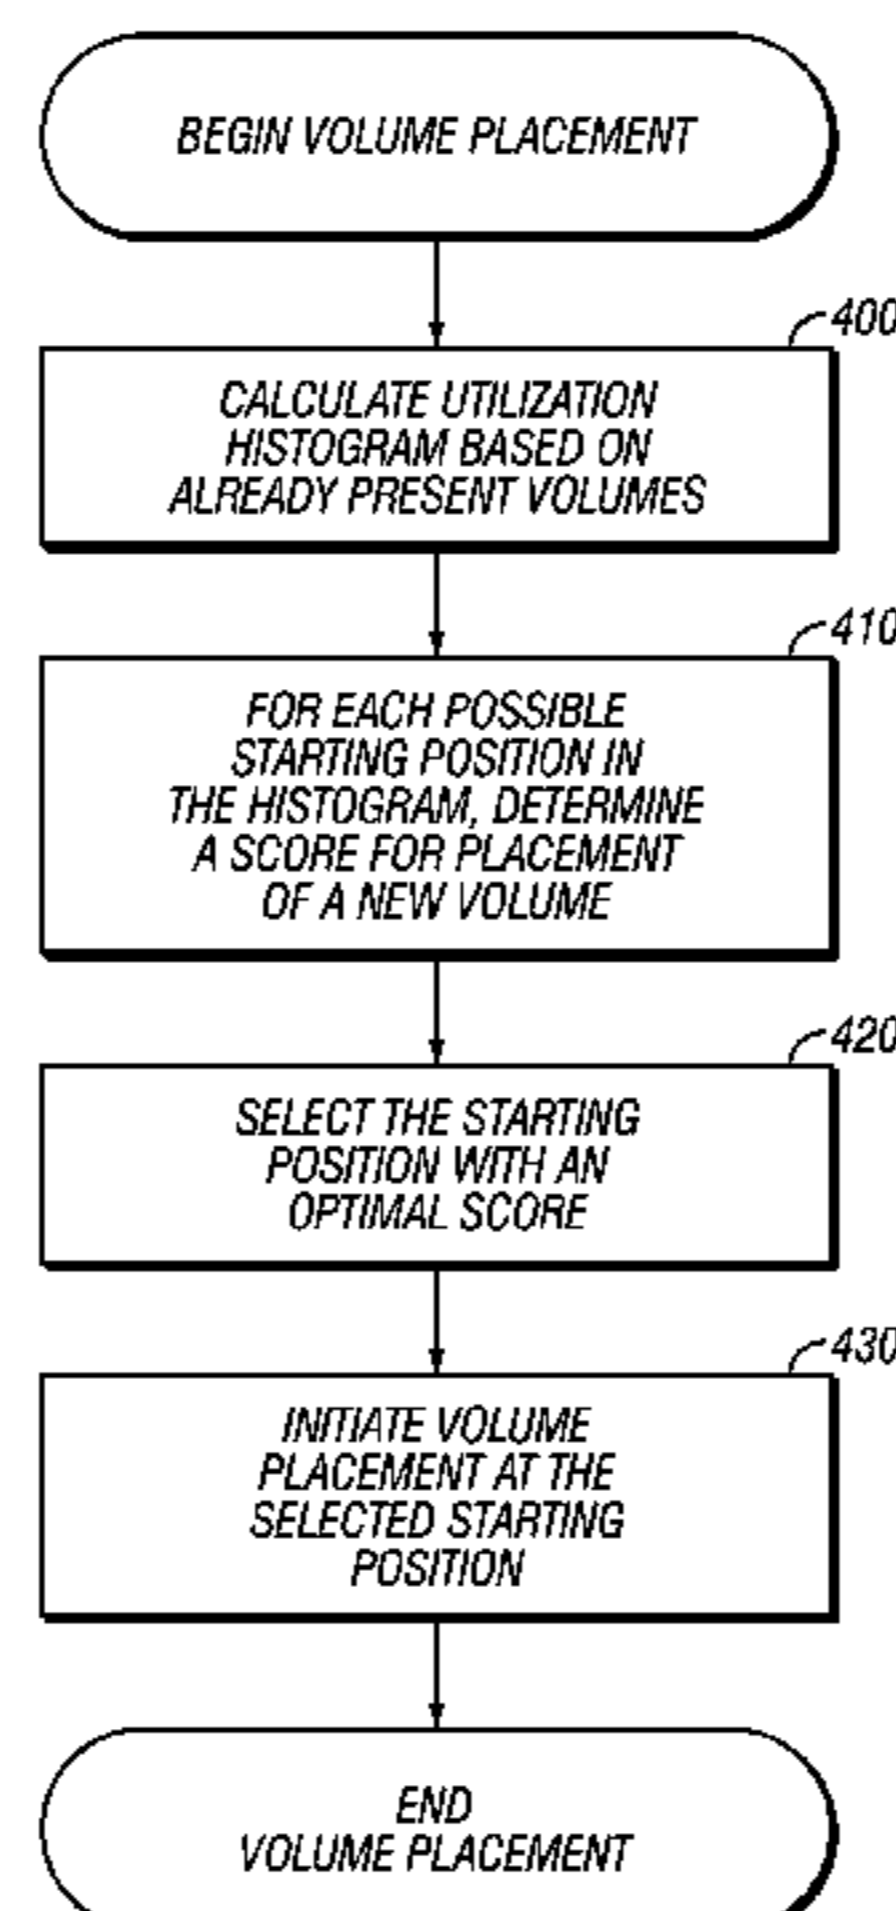 BEGIN VOLUME PLACEMENT
400
CALCULATE UTILIZATION
HISTOGRAM BASED ON
ALREADY PRESENT VOLUMES
410
FOR EACH POSSIBLE
STARTING POSITION IN
THE HISTOGRAM, DETERMINE
A SCORE FOR PLACEMENT
OF A NEW VOLUME
420
SELECT THE STARTING
POSITION WITH AN
OPTIMAL SCORE
430
INITIATE VOLUME
PLACEMENT AT THE
SELECTED STARTING
POSITION
END
VOLUME PLACEMENT